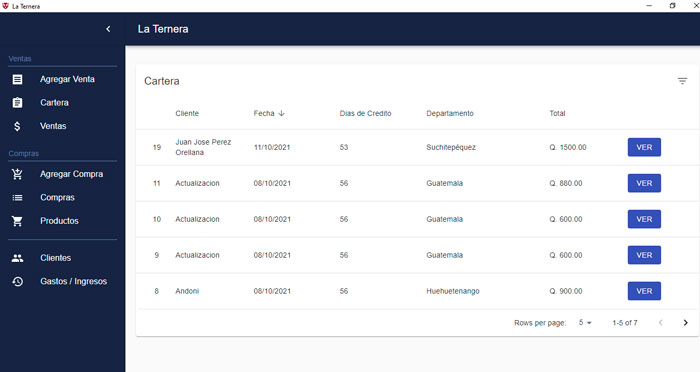 La Ternera
La Ternera
Ventas
Agregar Venta
Cartera
Ventas
Compras
Agregar Compra
Compras
Productos
Clientes
Gastos / Ingresos
Cartera
Cliente Fecha Dias de Credito Departamento Total
19 Juan Jose Perez Orellana 11/10/2021 53 Suchitepéquez Q. 1500.00 VER
11 Actualizacion 08/10/2021 56 Guatemala Q. 880.00 VER
10 Actualizacion 08/10/2021 56 Guatemala Q. 600.00 VER
9 Actualizacion 08/10/2021 56 Guatemala Q. 600.00 VER
8 Andoni 08/10/2021 56 Huehuetenango Q. 900.00 VER
Rows per page: 5 1-5 of 7